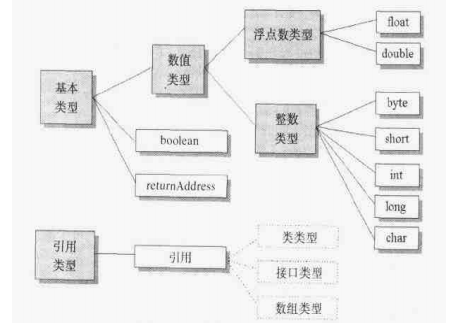 浮点数类型
float
double
数值
类型
基本
类型
boolean
returnAddress
整数
类型
byte
short
int
long
char
引用
类型
引用
类类型
接口类型
数组类型